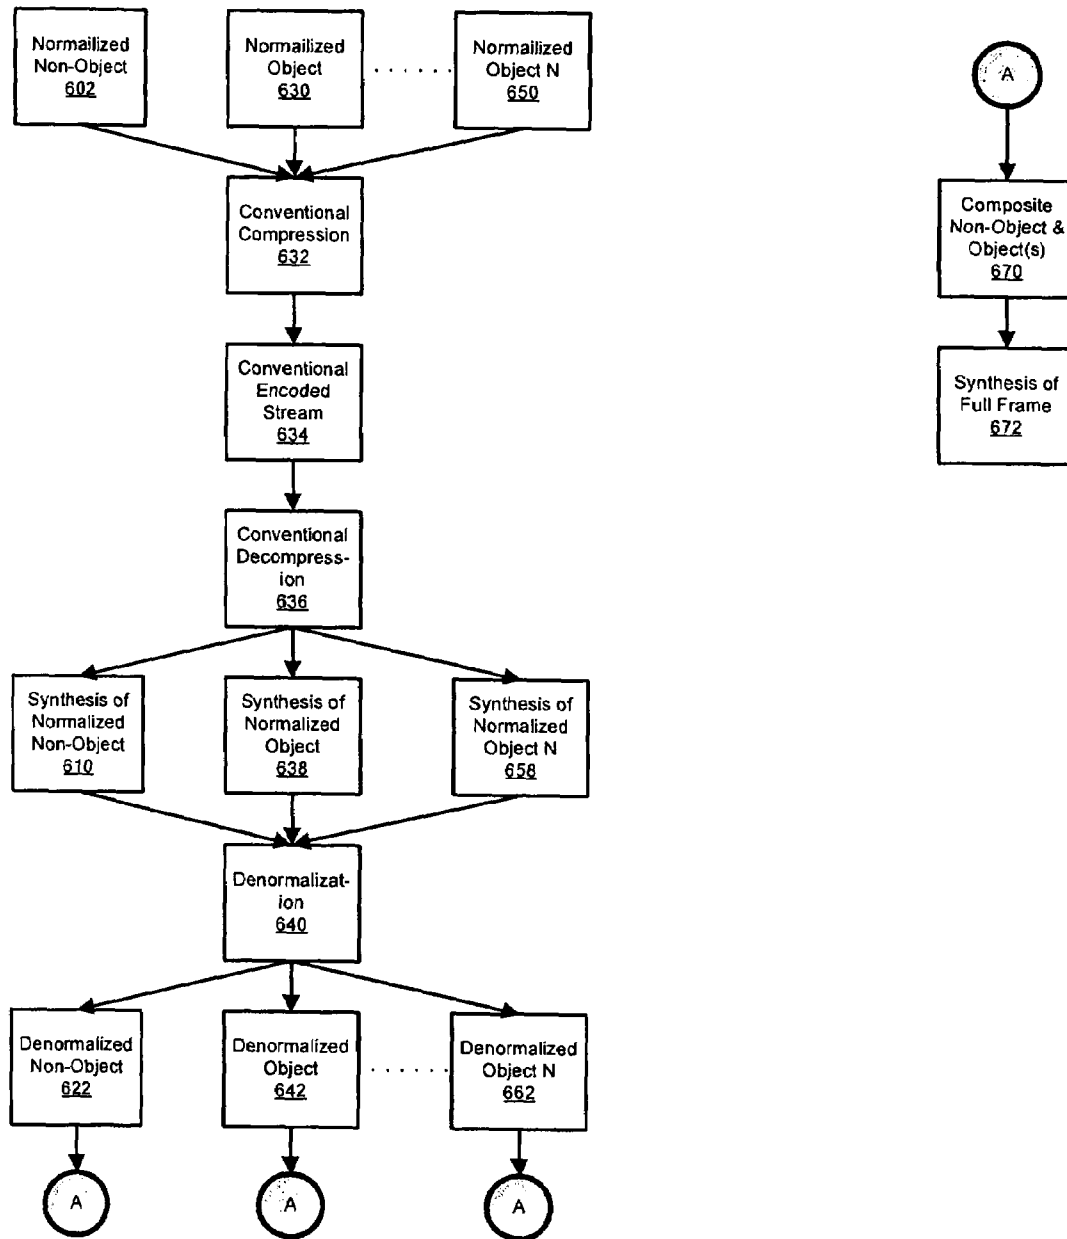 Normailized
Non-Object
602
Normailized
Object
630
Normailized
Object N
650
Conventional
Compression
632
Conventional
Encoded
Stream
634
Conventional
Decompress-
ion
636
Synthesis of
Normalized
Non-Object
610
Synthesis of
Normalized
Object
638
Synthesis of
Normalized
Object N
658
Denormalizat-
ion
640
Denormalized
Non-Object
622
Denormalized
Object
642
Denormalized
Object N
662
A
A
A
A
Composite
Non-Object &
Object(s)
670
Synthesis of
Full Frame
672